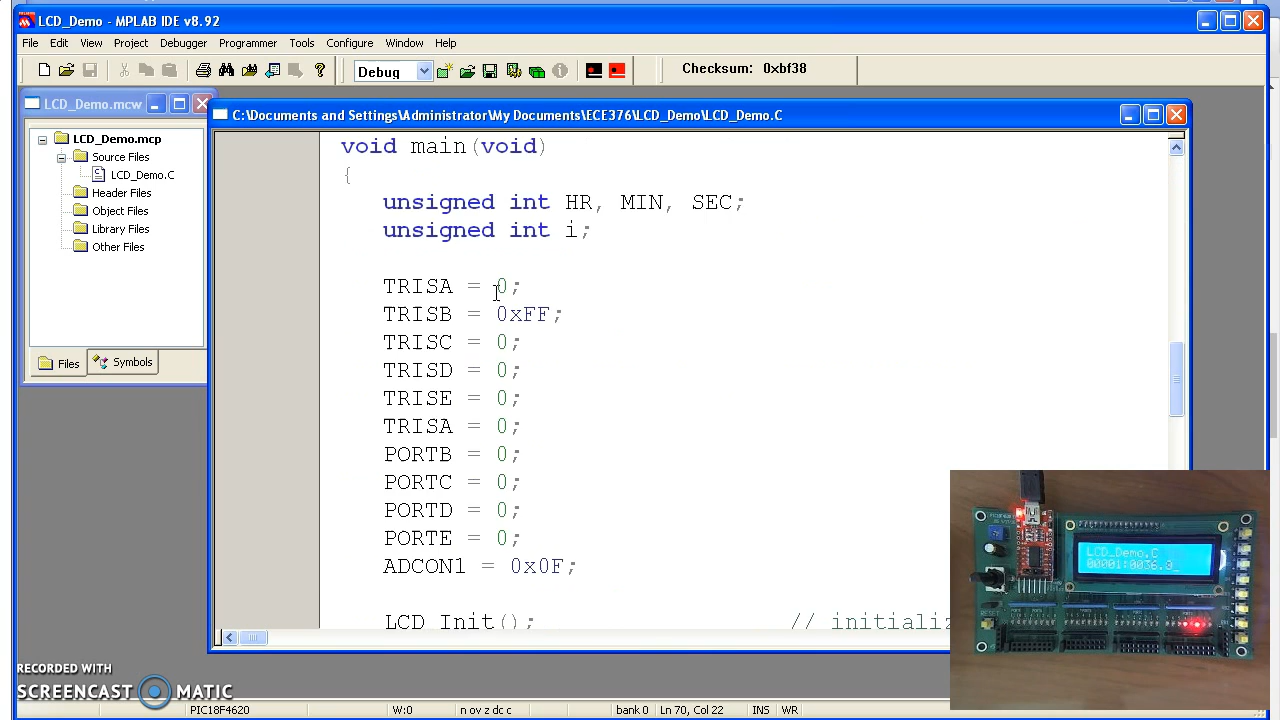 LCD_Demo - MPLAB IDE v8.92
File Edit View Project Debugger Programmer Tools Configure Window Help
Debug
Checksum: 0xbf38
LCD_Demo.mcw
LCD_Demo.mcp
Source Files
LCD_Demo.C
Header Files
Object Files
Library Files
Other Files
Files Symbols
C:\Documents and Settings\Administrator\My Documents\ECE376\LCD_Demo\LCD_Demo.C
void main(void)
{
unsigned int HR, MIN, SEC;
unsigned int i;
TRISA = 0;
TRISB = 0xFF;
TRISC = 0;
TRISD = 0;
TRISE = 0;
TRISA = 0;
PORTB = 0;
PORTC = 0;
PORTD = 0;
PORTE = 0;
ADCON1 = 0x0F;
LCD_Init(); // initializ
LCD_Demo.C
RECORDED WITH
SCREENCAST MATIC
PIC18F4620 W:0 n ov z dc c bank 0 Ln 70, Col 22 INS WR